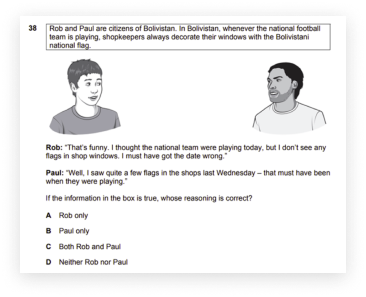 38 Rob and Paul are citizens of Bolivistan. In Bolivistan, whenever the national football
team is playing, shopkeepers always decorate their windows with the Bolivistani
national flag.
Rob: "That's funny. I thought the national team were playing today, but I don't see any
flags in shop windows. I must have got the date wrong."
Paul: "Well, I saw quite a few flags in the shops last Wednesday – that must have been
when they were playing."
If the information in the box is true, whose reasoning is correct?
A Rob only
B Paul only
C Both Rob and Paul
D Neither Rob nor Paul